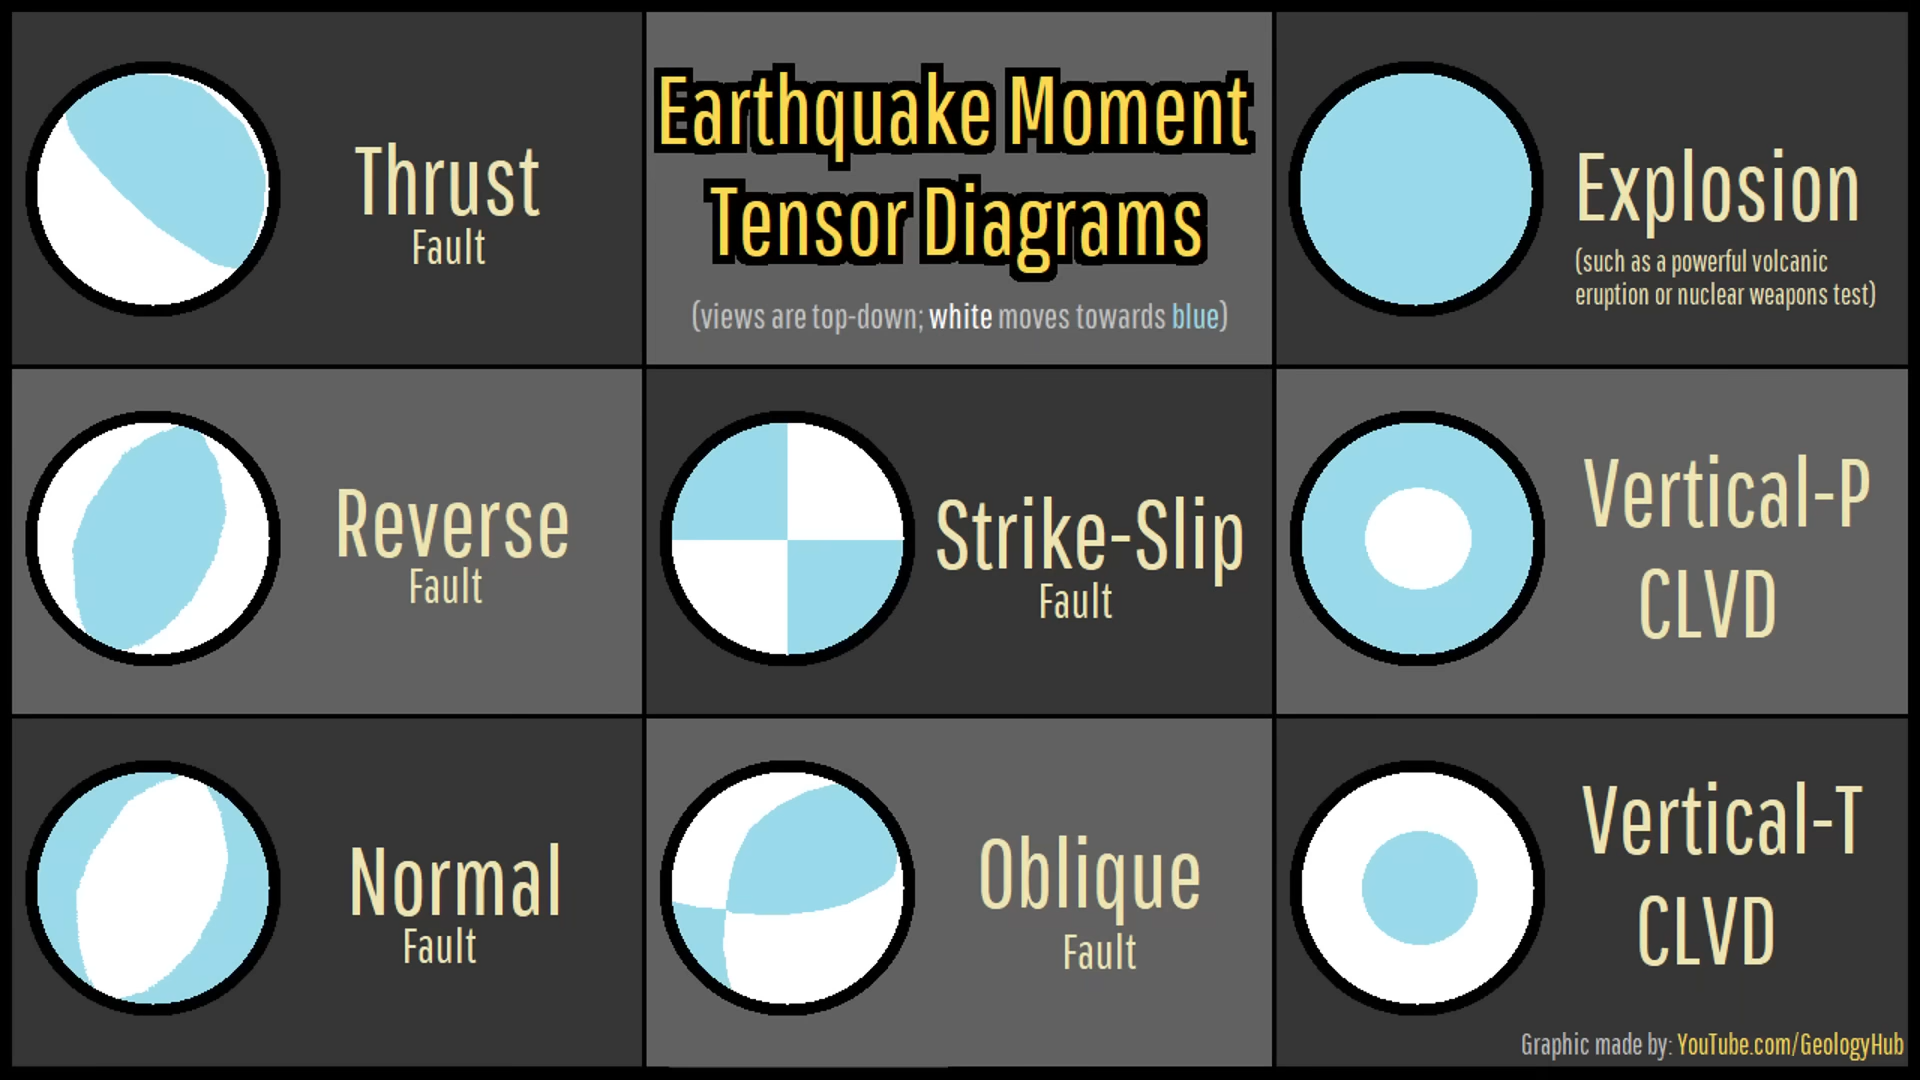 Thrust
Fault
Earthquake Moment
Tensor Diagrams
(views are top-down; white moves towards blue)
Explosion
(such as a powerful volcanic
eruption or nuclear weapons test)
Reverse
Fault
Strike-Slip
Fault
Vertical-P
CLVD
Normal
Fault
Oblique
Fault
Vertical-T
CLVD
Graphic made by: YouTube.com/GeologyHub